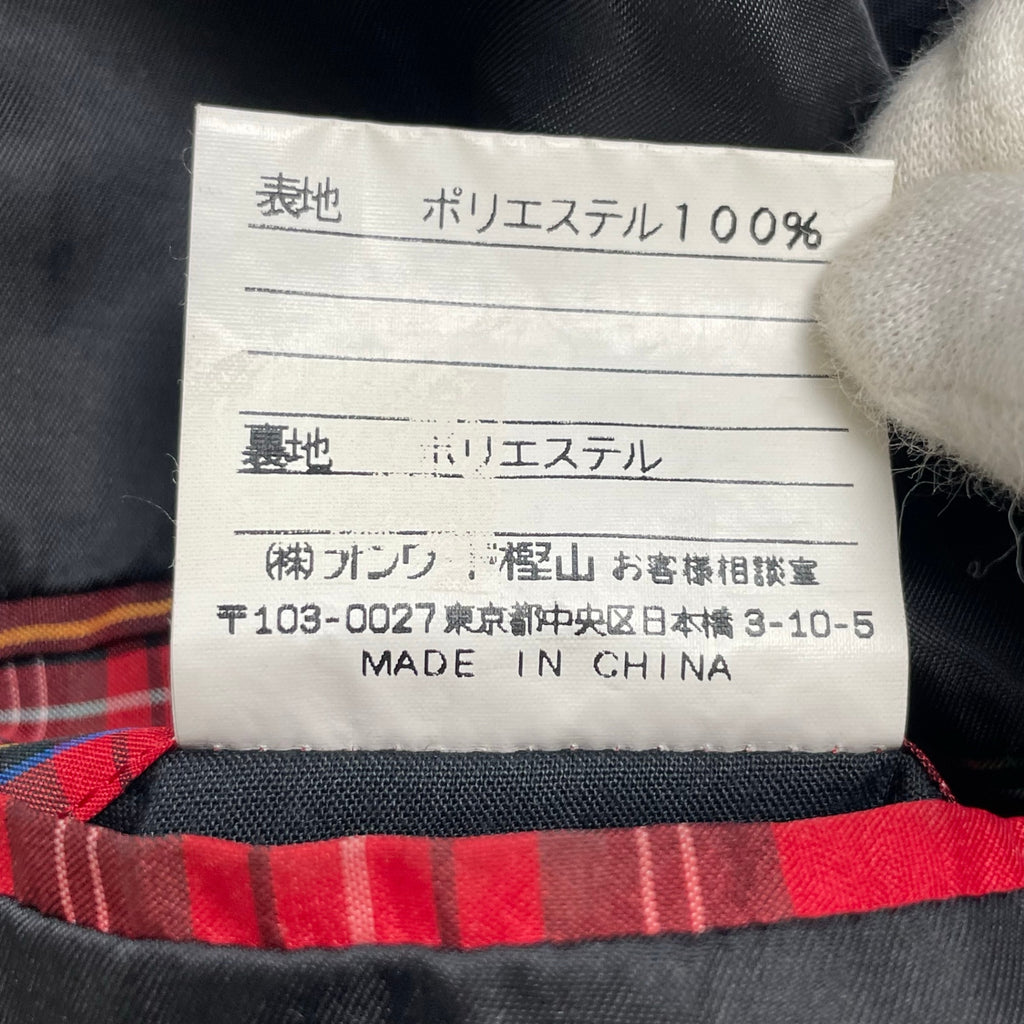 表地 ポリエステル100%
裏地 ポリエステル
(株)オンワード樫山 お客様相談室
〒103-0027 東京都中央区日本橋 3-10-5
MADE IN CHINA